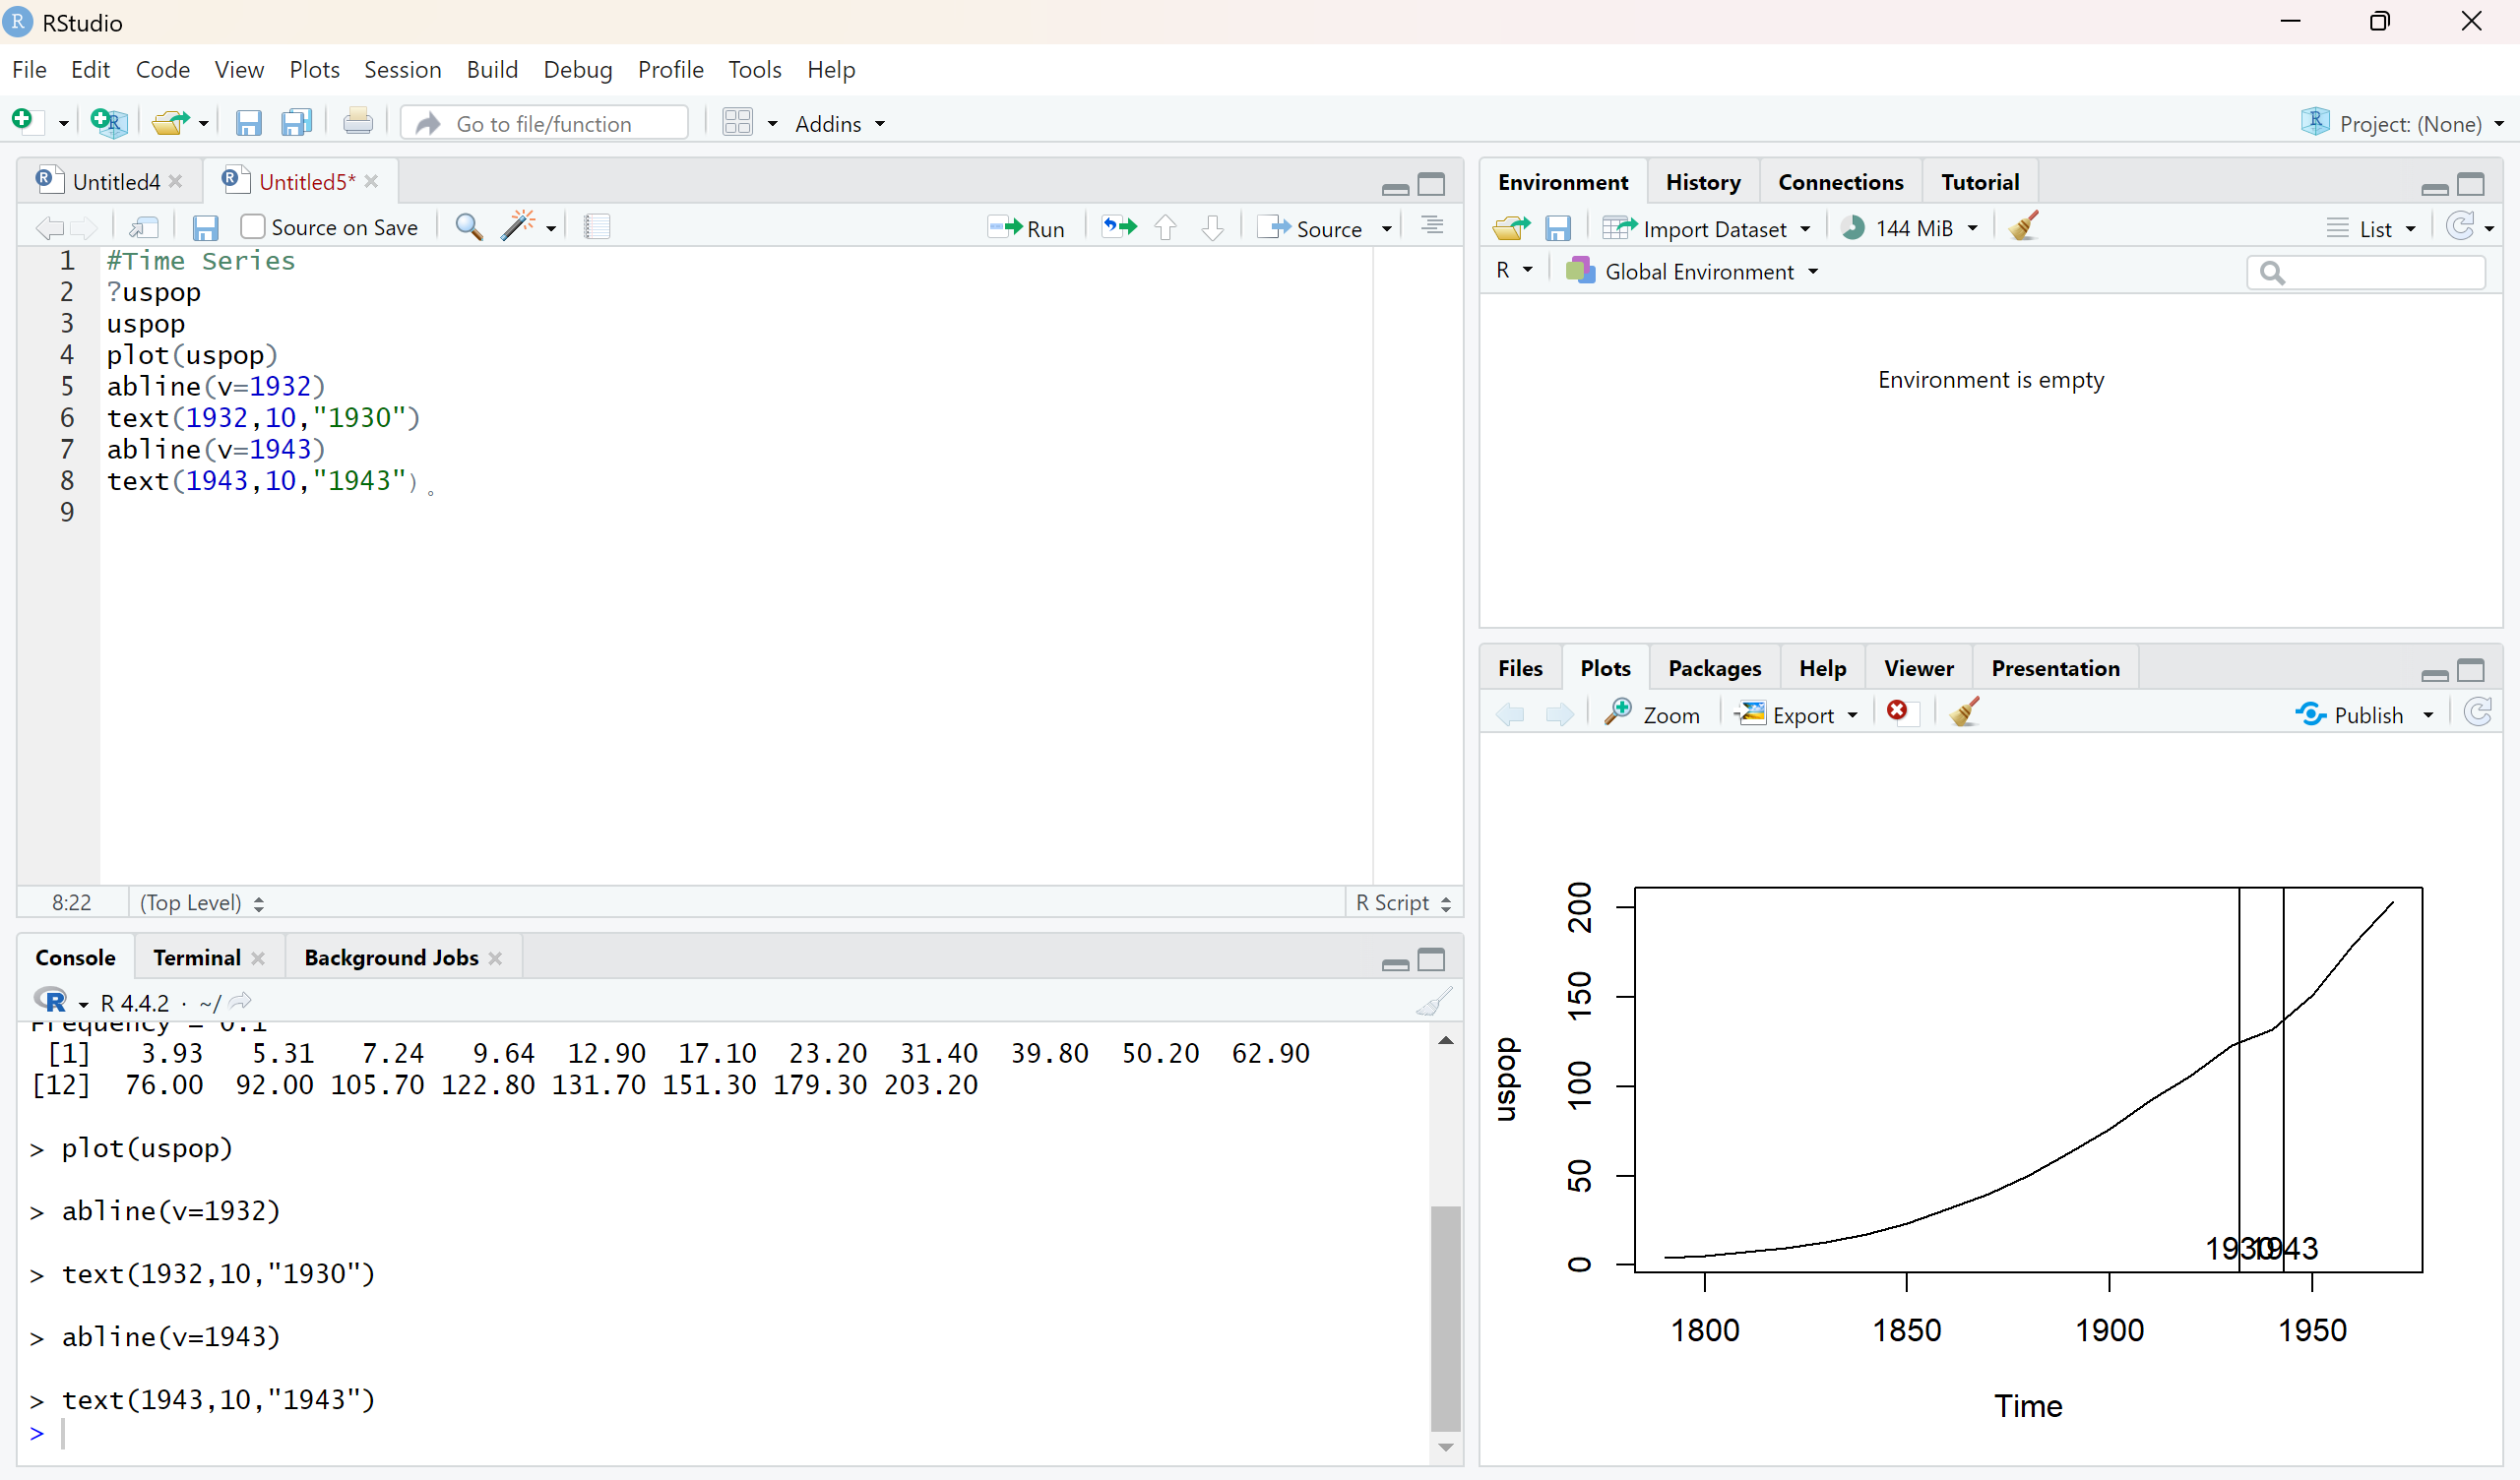 RStudio
File Edit Code View Plots Session Build Debug Profile Tools Help
Go to file/function Addins Project: (None)
Untitled4 Untitled5*
Source on Save Run Source
1 #Time Series
2 ?uspop
3 uspop
4 plot(uspop)
5 abline(v=1932)
6 text(1932,10,"1930")
7 abline(v=1943)
8 text(1943,10,"1943")。
9
8:22 (Top Level) R Script
Console Terminal Background Jobs
R 4.4.2 · ~/
Frequency = 0.1
[1] 3.93 5.31 7.24 9.64 12.90 17.10 23.20 31.40 39.80 50.20 62.90
[12] 76.00 92.00 105.70 122.80 131.70 151.30 179.30 203.20
> plot(uspop)
> abline(v=1932)
> text(1932,10,"1930")
> abline(v=1943)
> text(1943,10,"1943")
>
Environment History Connections Tutorial
Import Dataset 144 MiB List
R Global Environment
Environment is empty
Files Plots Packages Help Viewer Presentation
Zoom Export Publish
200
150
100
50
0
uspop
1930 1943
1800 1850 1900 1950
Time